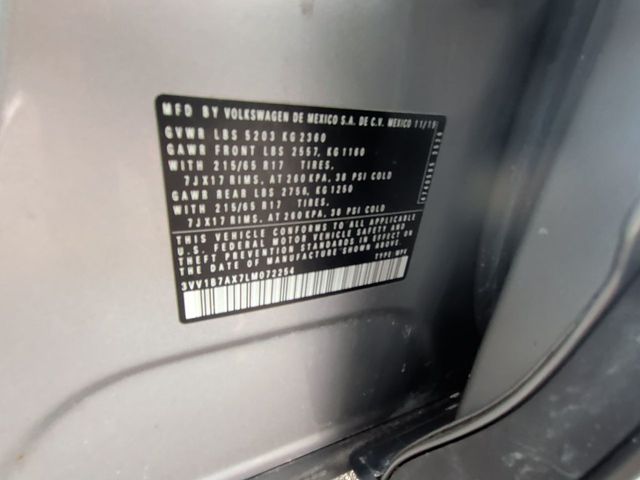 MFD BY VOLKSWAGEN DE MEXICO S.A. DE C.V. MEXICO 11/19
GVWR LBS 5203 KG 2360
GAWR FRONT LBS 2557, KG 1160
WITH 215/65 R17 TIRES,
7JX17 RIMS, AT 260 KPA, 38 PSI COLD
GAWR REAR LBS 2756, KG 1250
WITH 215/65 R17 TIRES,
7JX17 RIMS, AT 260 KPA, 38 PSI COLD
THIS VEHICLE CONFORMS TO ALL APPLICABLE
U.S. FEDERAL MOTOR VEHICLE SAFETY AND
THEFT PREVENTION STANDARDS IN EFFECT ON
THE DATE OF MANUFACTURE SHOWN ABOVE.
3VV1B7AX7LM072254 TYPE MPV